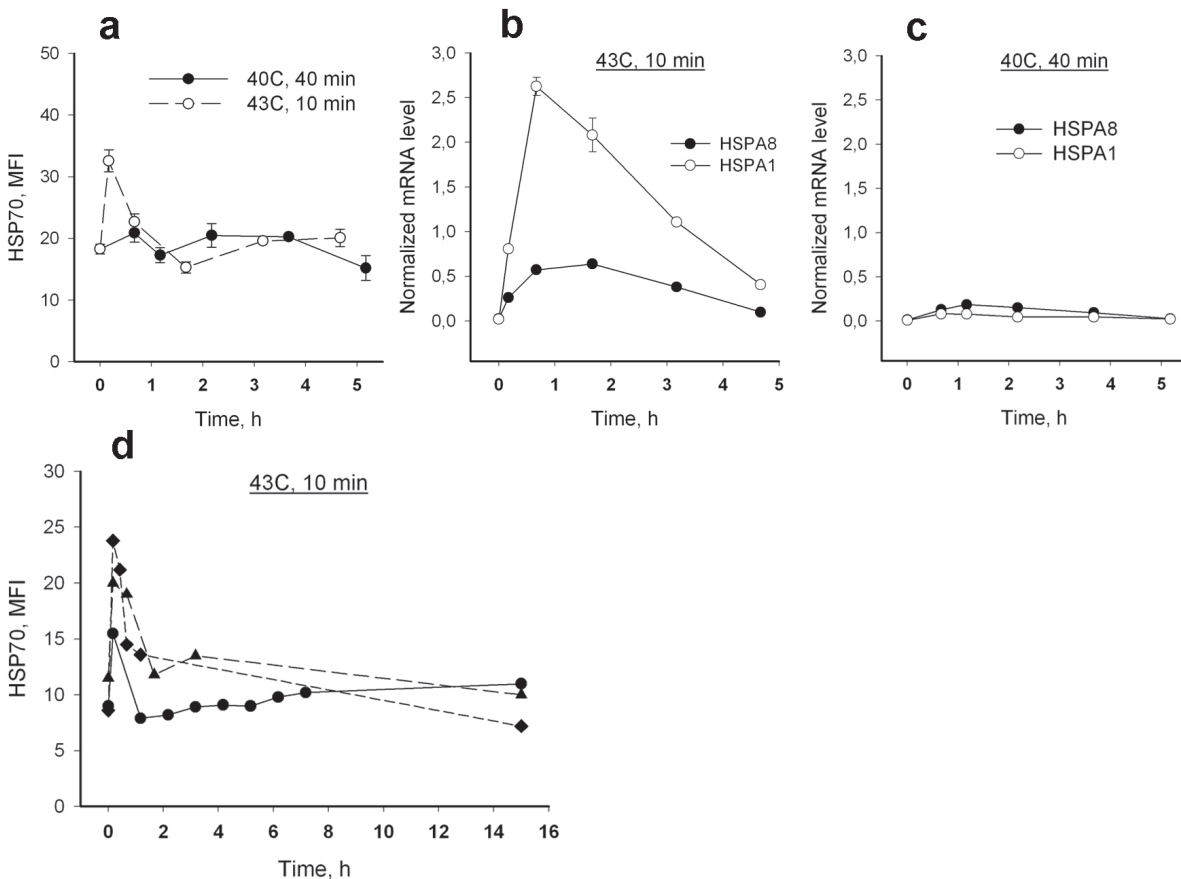 a
50
40
30
20
10
0
HSP70, MFI
40C, 40 min
43C, 10 min
0 1 2 3 4 5
Time, h
b
43C, 10 min
3,0
2,5
2,0
1,5
1,0
0,5
0,0
Normalized mRNA level
HSPA8
HSPA1
0 1 2 3 4 5
Time, h
c
40C, 40 min
3,0
2,5
2,0
1,5
1,0
0,5
0,0
Normalized mRNA level
HSPA8
HSPA1
0 1 2 3 4 5
Time, h
d
43C, 10 min
30
25
20
15
10
5
0
HSP70, MFI
0 2 4 6 8 10 12 14 16
Time, h